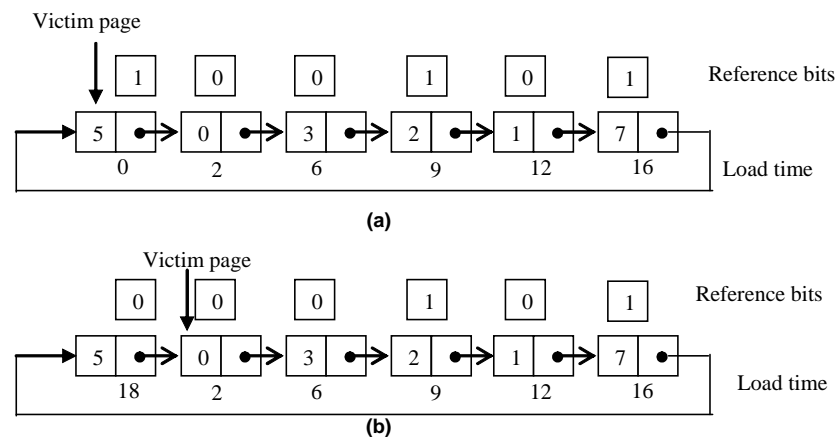 Victim page
1 0 0 1 0 1 Reference bits
5 0 3 2 1 7
0 2 6 9 12 16 Load time
(a)
Victim page
0 0 0 1 0 1 Reference bits
5 0 3 2 1 7
18 2 6 9 12 16 Load time
(b)